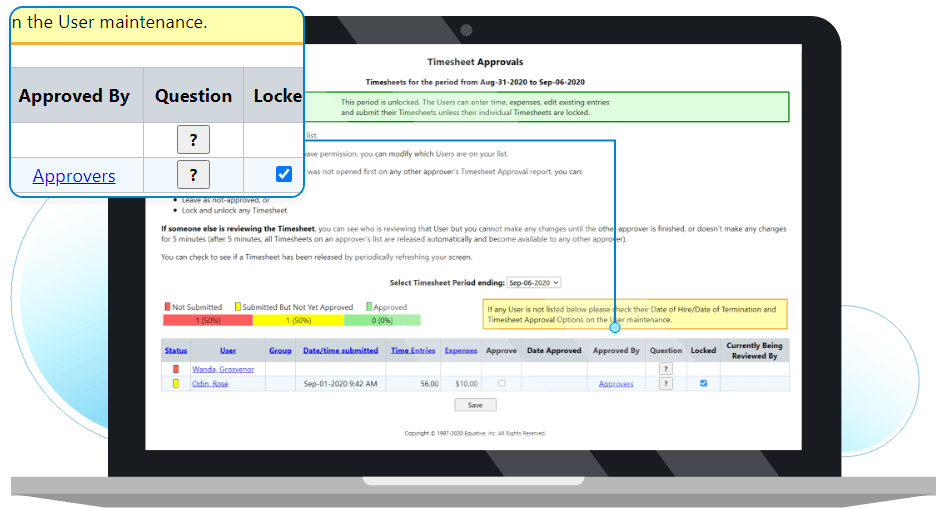 n the User maintenance.
Approved By Question Locke
?
Approvers ?
Timesheet Approvals
Timesheets for the period from Aug-31-2020 to Sep-06-2020
This period is unlocked. The Users can enter time, expenses, edit existing entries
and submit their Timesheets unless their individual Timesheets are locked.
list.
ave permission, you can modify which Users are on your list.
was not opened first on any other approver's Timesheet Approval report, you can:
Leave as not-approved, or
Lock and unlock any Timesheet
If someone else is reviewing the Timesheet, you can see who is reviewing that User but you cannot make any changes until the other approver is finished, or doesn't make any changes
for 5 minutes (after 5 minutes, all Timesheets on an approver's list are released automatically and become available to any other approver).
You can check to see if a Timesheet has been released by periodically refreshing your screen.
Select Timesheet Period ending: Sep-06-2020
Not Submitted Submitted But Not Yet Approved Approved
1 (50%) 1 (50%) 0 (0%)
If any User is not listed below please check their Date of Hire/Date of Termination and
Timesheet Approval Options on the User maintenance.
Status User Group Date/time submitted Time Entries Expenses Approve Date Approved Approved By Question Locked Currently Being
Reviewed By
Wanda, Grosvenor ?
Odin, Rose Sep-01-2020 9:42 AM 56.00 $10.00 Approvers ?
Save
Copyright © 1997-2020 Equative, Inc. All Rights Reserved.